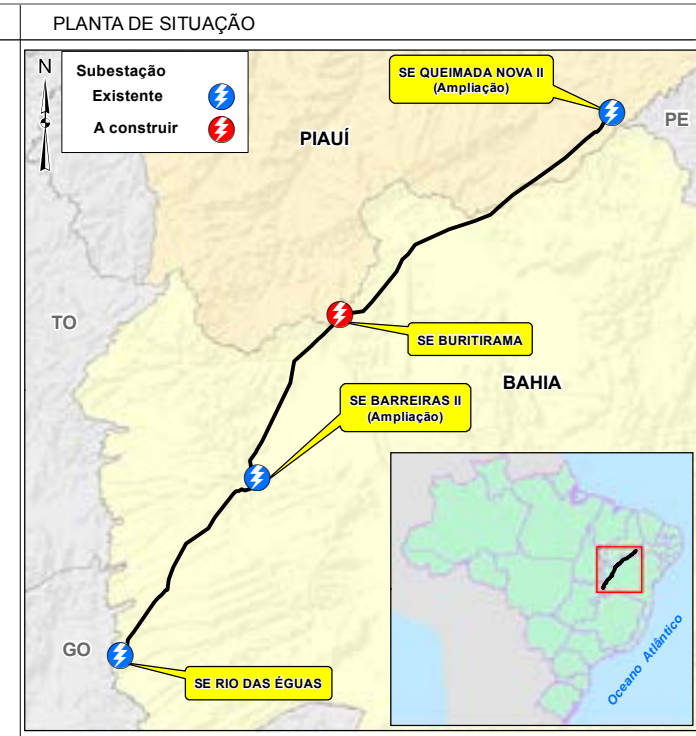 PLANTA DE SITUAÇÃO
N
Subestação
Existente
A construir
SE QUEIMADA NOVA II
(Ampliação)
PE
PIAUÍ
TO
SE BURITIRAMA
BAHIA
SE BARREIRAS II
(Ampliação)
GO
SE RIO DAS ÉGUAS
Oceano Atlântico